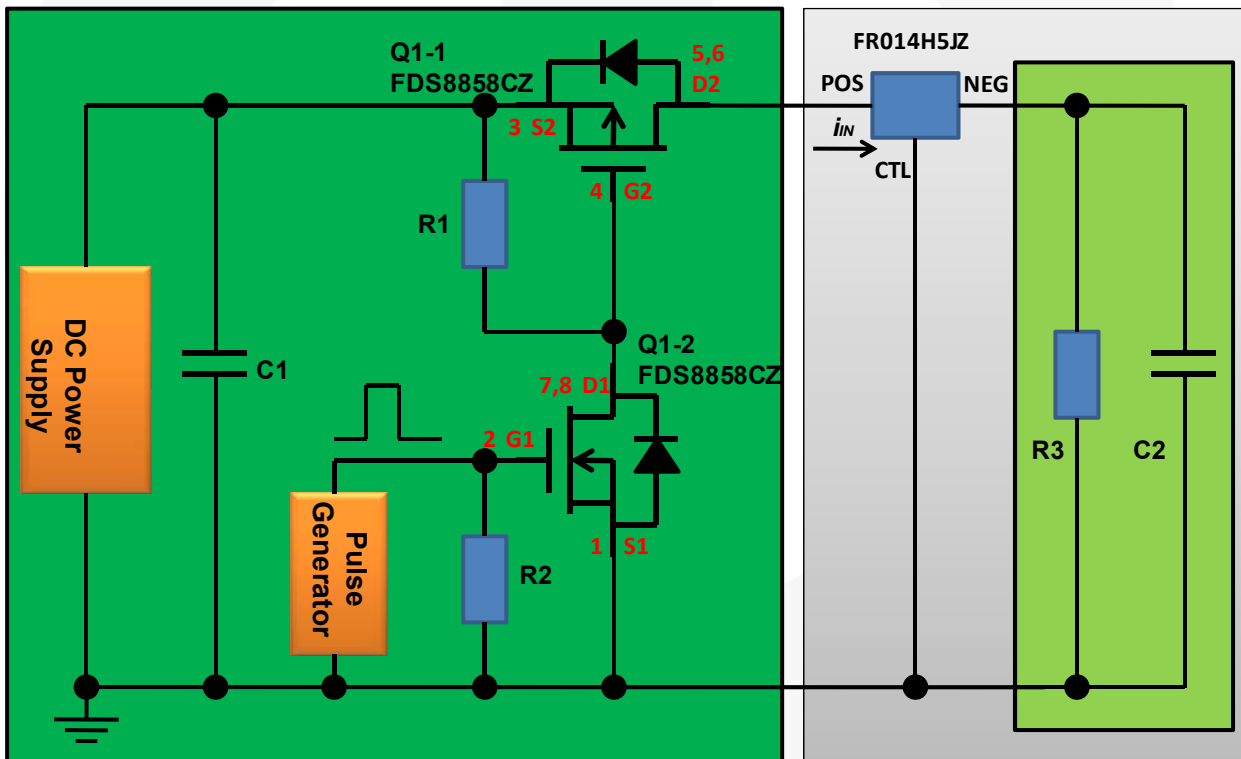 Q1-1
FDS8858CZ
5,6
D2
3 S2
4 G2
R1
DC Power
Supply
C1
Q1-2
FDS8858CZ
7,8 D1
2 G1
1 S1
Pulse
Generator
R2
FR014H5JZ
POS
NEG
iIN
CTL
R3
C2